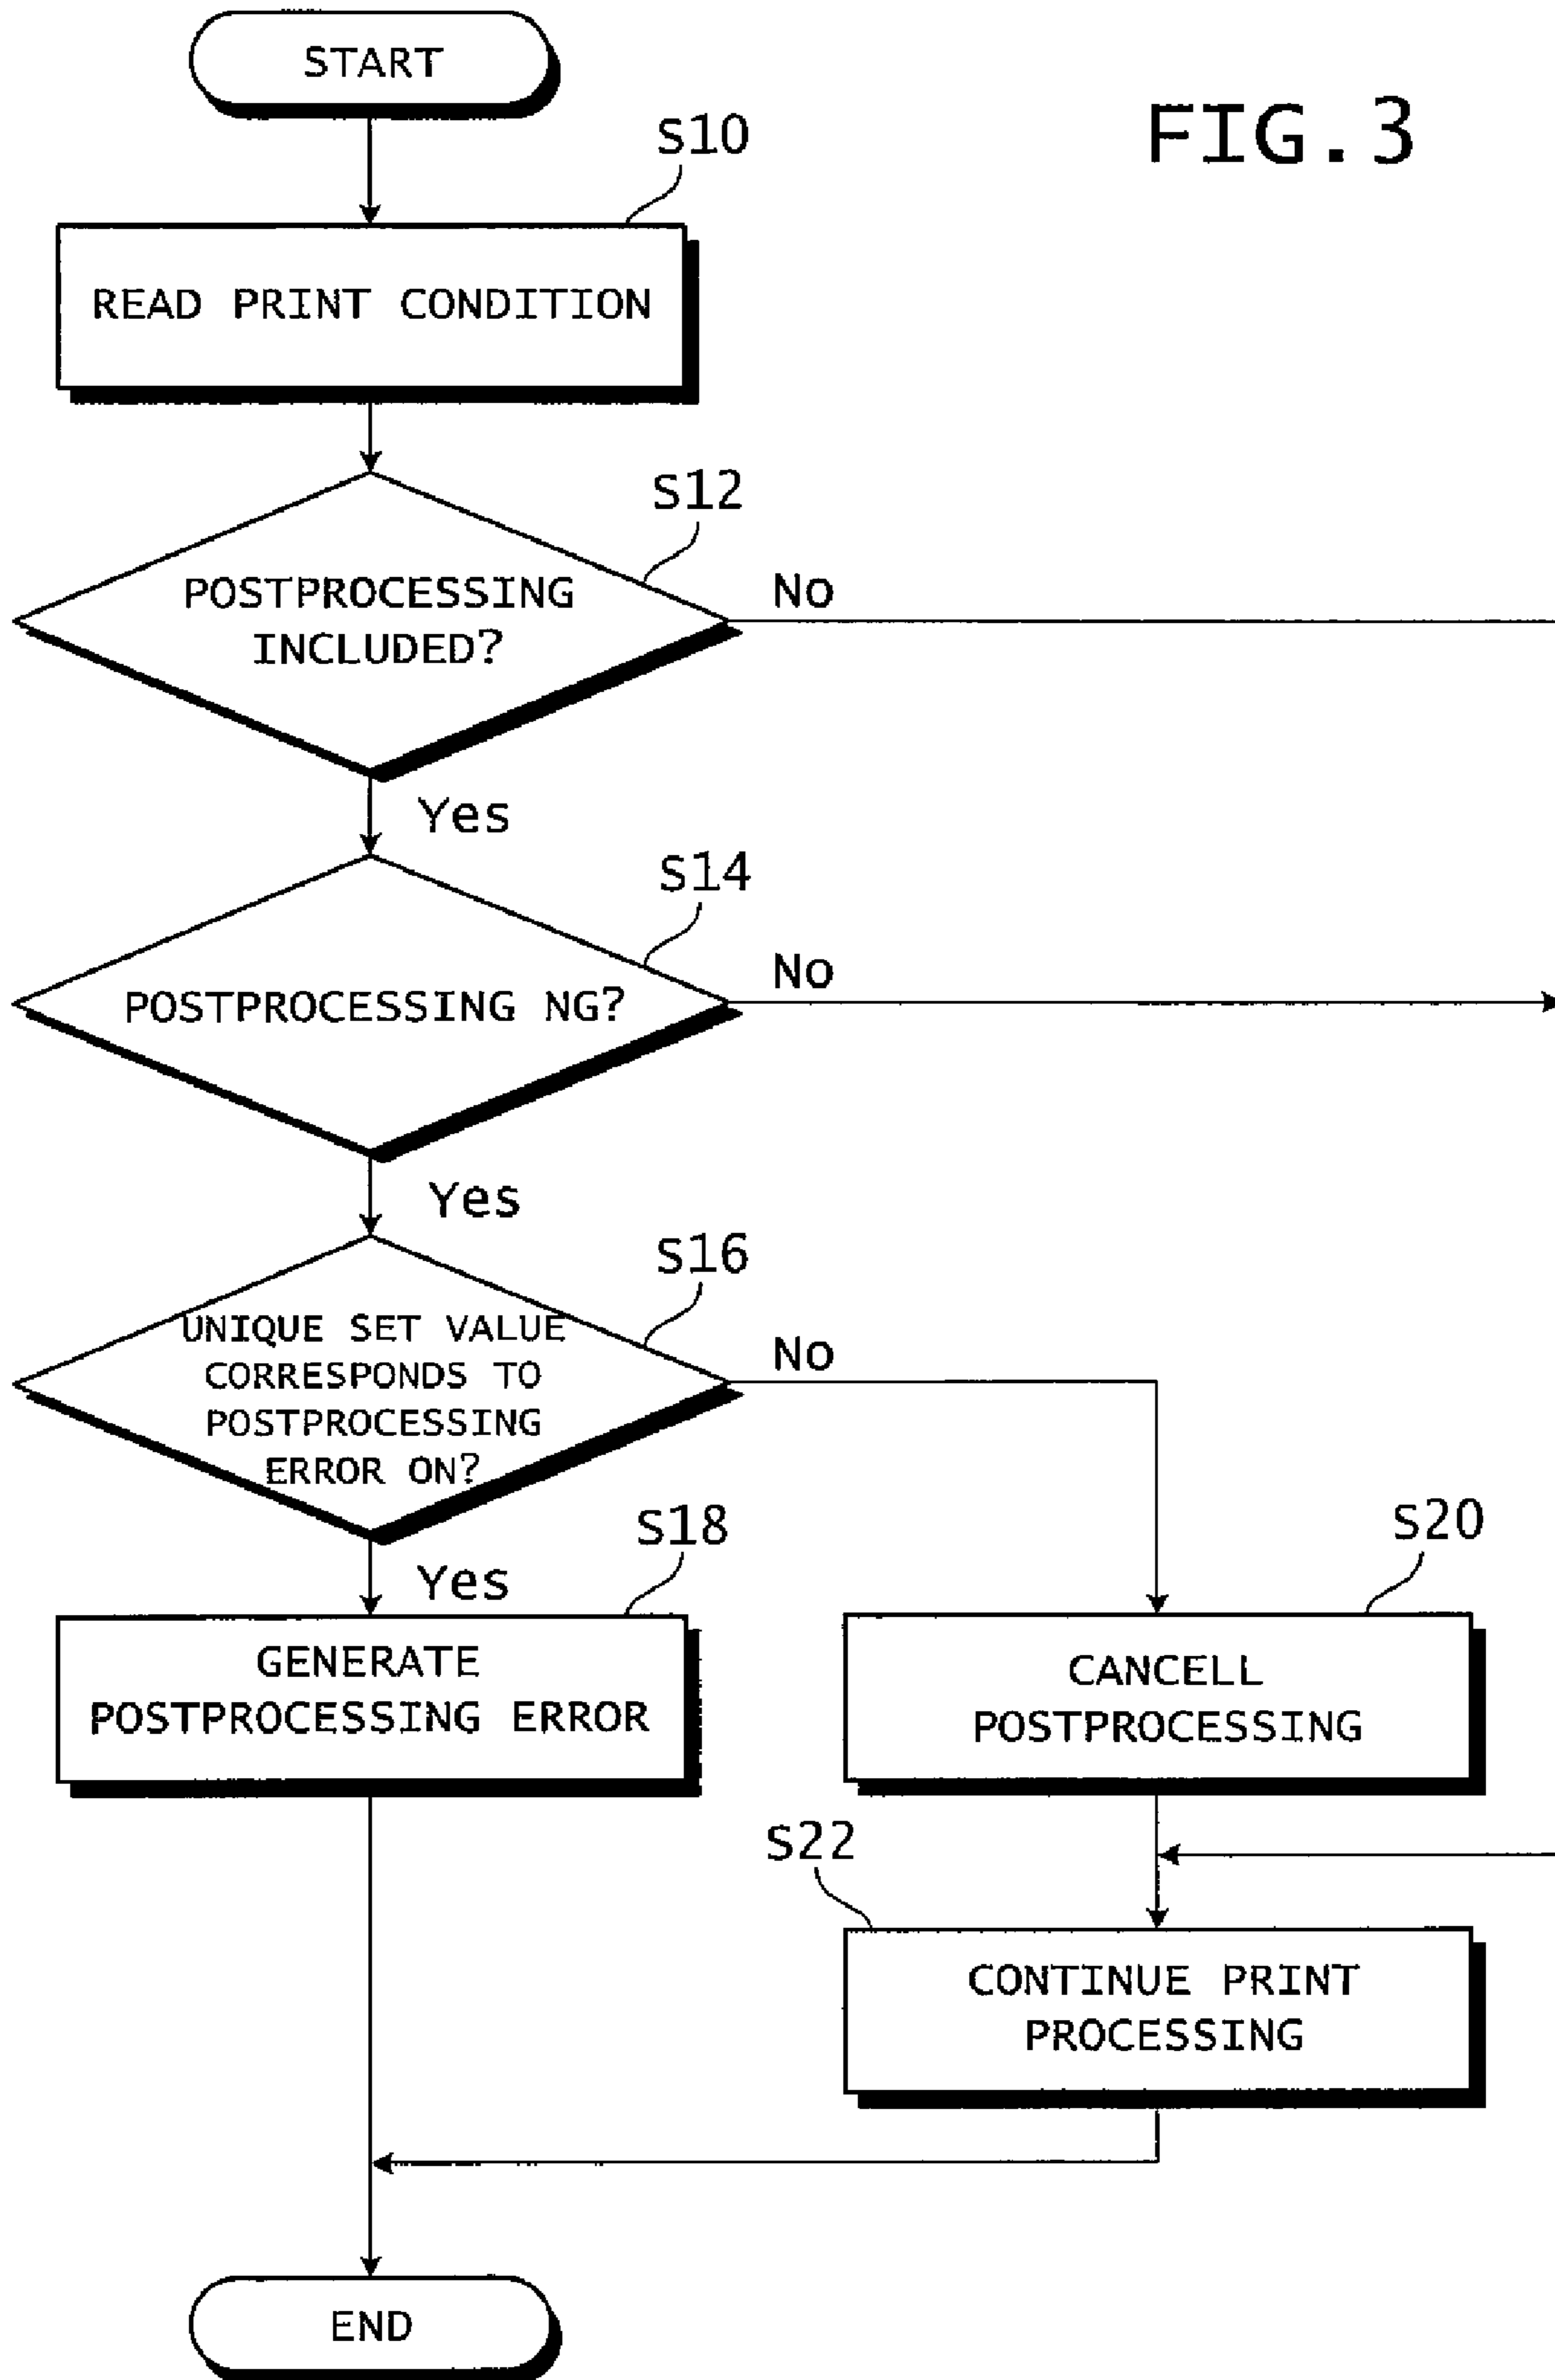 START
FIG.3
S10
READ PRINT CONDITION
S12
POSTPROCESSING
INCLUDED?
No
Yes
S14
POSTPROCESSING NG?
No
Yes
S16
UNIQUE SET VALUE
CORRESPONDS TO
POSTPROCESSING
ERROR ON?
No
Yes
S18
GENERATE
POSTPROCESSING ERROR
S20
CANCELL
POSTPROCESSING
S22
CONTINUE PRINT
PROCESSING
END